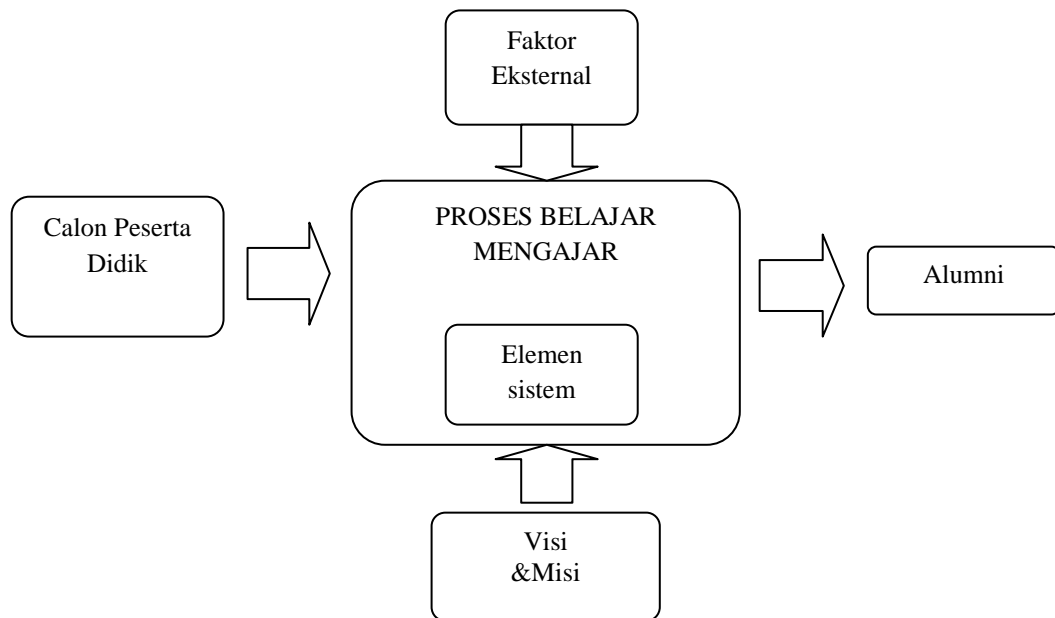 Faktor
Eksternal
Calon Peserta
Didik
PROSES BELAJAR
MENGAJAR
Elemen
sistem
Alumni
Visi
&Misi